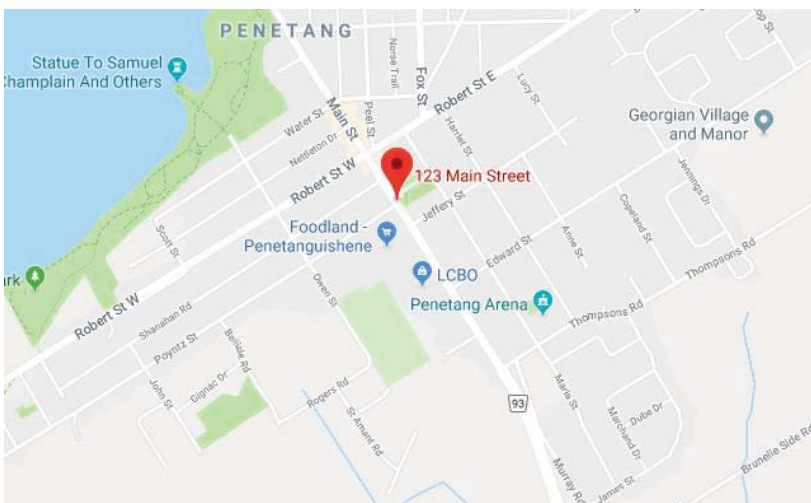 PENETANG
Statue To Samuel
Champlain And Others
Norse Trail
Fox St
Lucy St
Robert St E
Main St
Peel St
Water St
Harriet St
Georgian Village
and Manor
Nettleton Dr
Robert St W
123 Main Street
Jennings Dr
Jeffery St
Copeland St
Foodland -
Penetanguishene
Scott St
Anne St
Edward St
LCBO
Thompsons Rd
Owen St
Penetang Arena
Robert St W
Shanahan Rd
Thompsons Rd
Poyntz St
Bellisle Rd
John St
Gignac Dr
Rogers Rd
Maria St
93
St Amant Rd
Dube Dr
Marchand Dr
Brunelle Side Rd
Murray Rd
James St